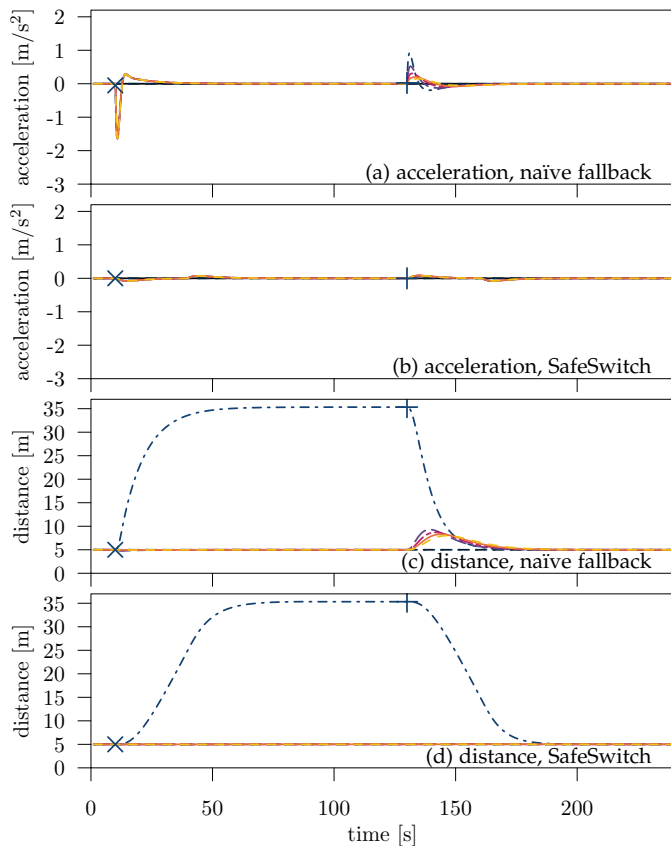 acceleration [m/s²]
2
1
0
-1
-2
-3
(a) acceleration, naïve fallback
acceleration [m/s²]
2
1
0
-1
-2
-3
(b) acceleration, SafeSwitch
distance [m]
35
30
25
20
15
10
5
0
(c) distance, naïve fallback
distance [m]
35
30
25
20
15
10
5
0
(d) distance, SafeSwitch
0 50 100 150 200
time [s]